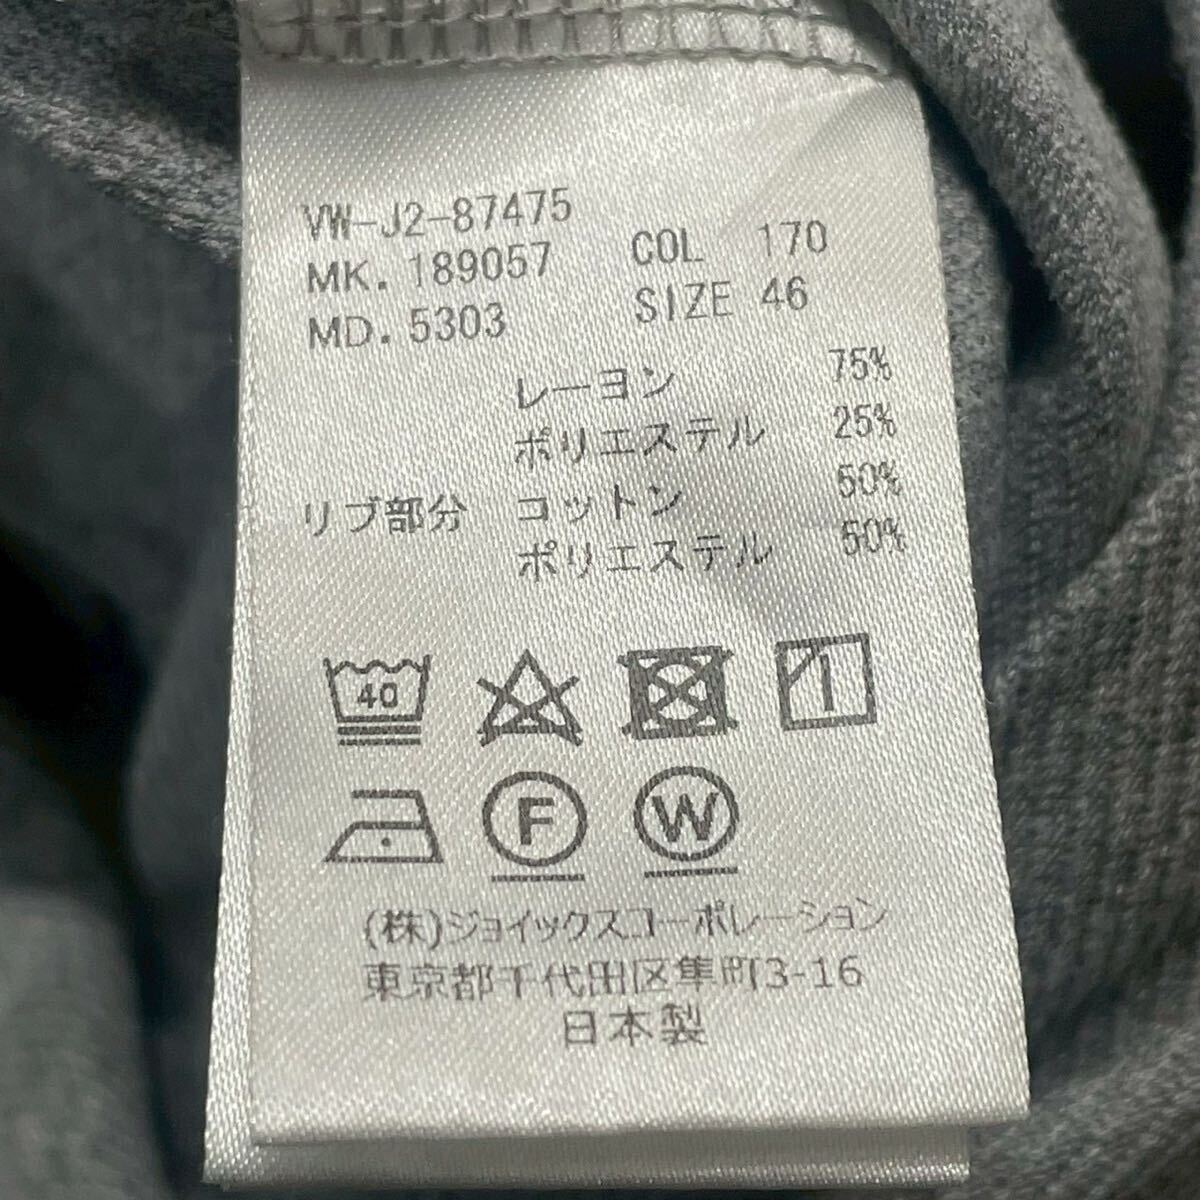 VW-J2-87475
MK. 189057 COL 170
MD. 5303 SIZE 46
レーヨン 75%
ポリエステル 25%
リブ部分 コットン 50%
ポリエステル 50%
40
F W
(株)ジョイックスコーポレーション
東京都千代田区隼町3-16
日本製